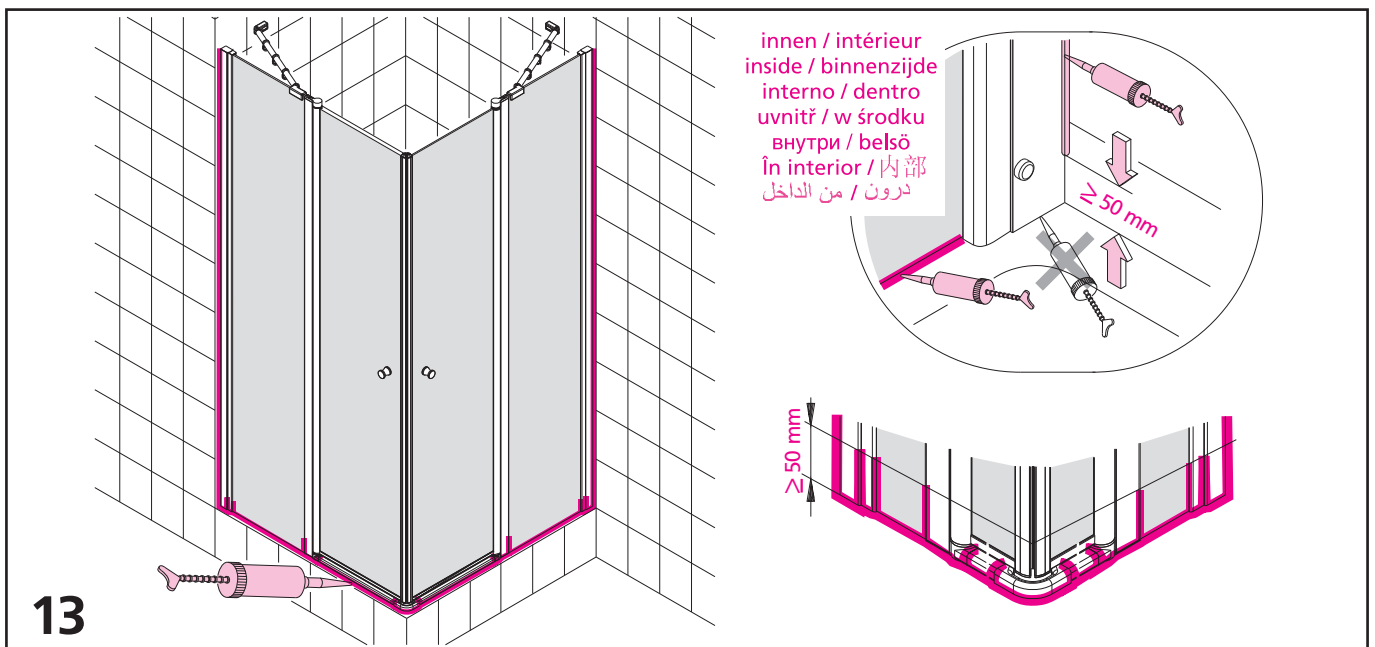 innen / intérieur
inside / binnenzijde
interno / dentro
uvnitř / w środku
внутри / belsö
În interior / 内部
درون / من الداخل
≥ 50 mm
≥ 50 mm
13